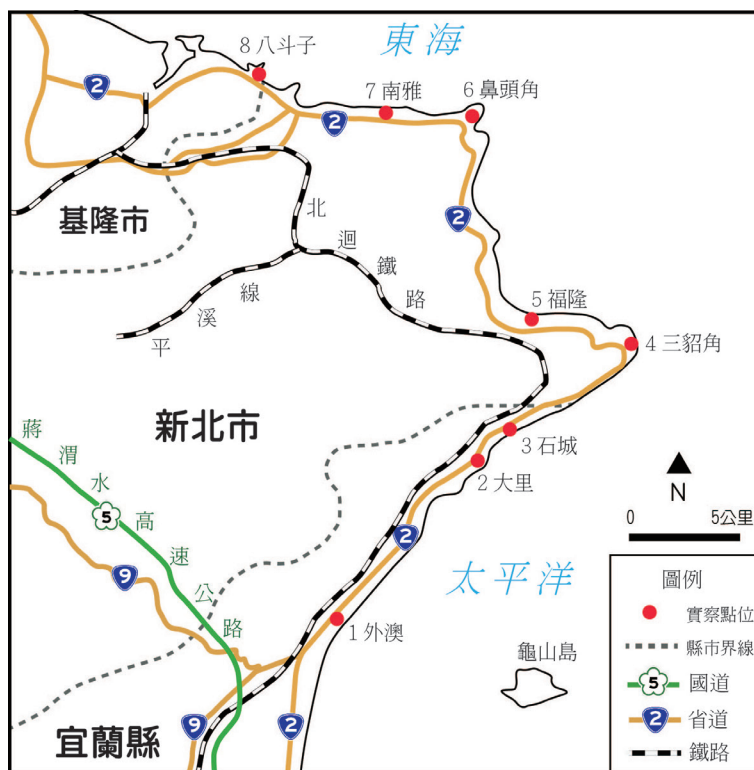 東海
8 八斗子
2
7 南雅
6 鼻頭角
2
基隆市
2
北迴鐵路
平溪線
5 福隆
4 三貂角
新北市
蔣渭水高速公路
5
3 石城
2 大里
N
0 5公里
9
2
太平洋
1 外澳
龜山島
宜蘭縣
9
2
圖例
實察點位
縣市界線
5 國道
2 省道
鐵路